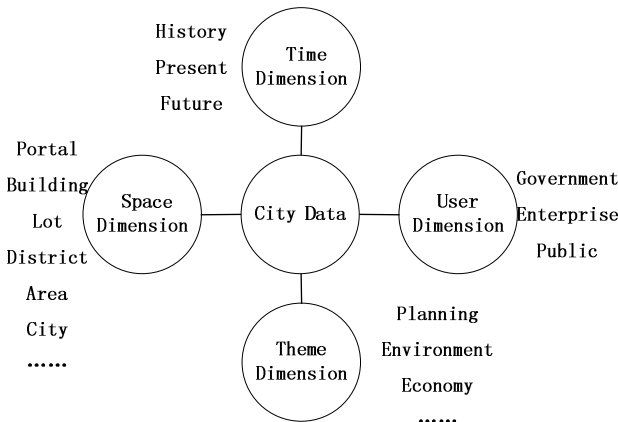 History
Present
Future
Time
Dimension
Portal
Building
Lot
District
Area
City
……
Space
Dimension
City Data
User
Dimension
Government
Enterprise
Public
Theme
Dimension
Planning
Environment
Economy
……